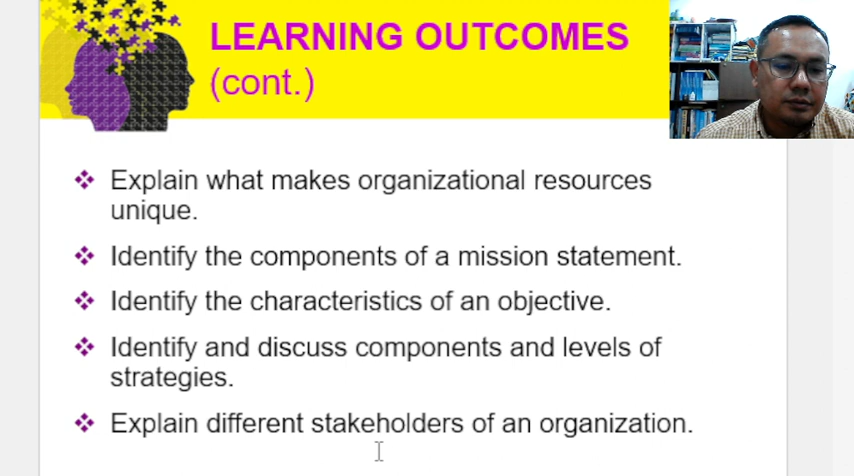 LEARNING OUTCOMES
(cont.)
Explain what makes organizational resources
unique.
Identify the components of a mission statement.
Identify the characteristics of an objective.
Identify and discuss components and levels of
strategies.
Explain different stakeholders of an organization.